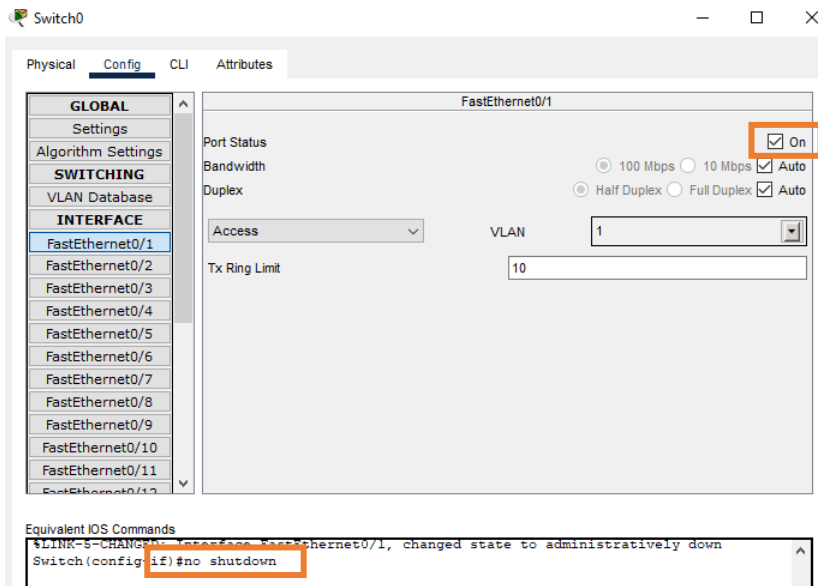 Switch0
Physical Config CLI Attributes
GLOBAL
Settings
Algorithm Settings
SWITCHING
VLAN Database
INTERFACE
FastEthernet0/1
FastEthernet0/2
FastEthernet0/3
FastEthernet0/4
FastEthernet0/5
FastEthernet0/6
FastEthernet0/7
FastEthernet0/8
FastEthernet0/9
FastEthernet0/10
FastEthernet0/11
FastEthernet0/12
FastEthernet0/1
Port Status On
Bandwidth 100 Mbps 10 Mbps Auto
Duplex Half Duplex Full Duplex Auto
Access VLAN 1
Tx Ring Limit 10
Equivalent IOS Commands
%LINK-5-CHANGED: Interface FastEthernet0/1, changed state to administratively down
Switch(config-if)#no shutdown